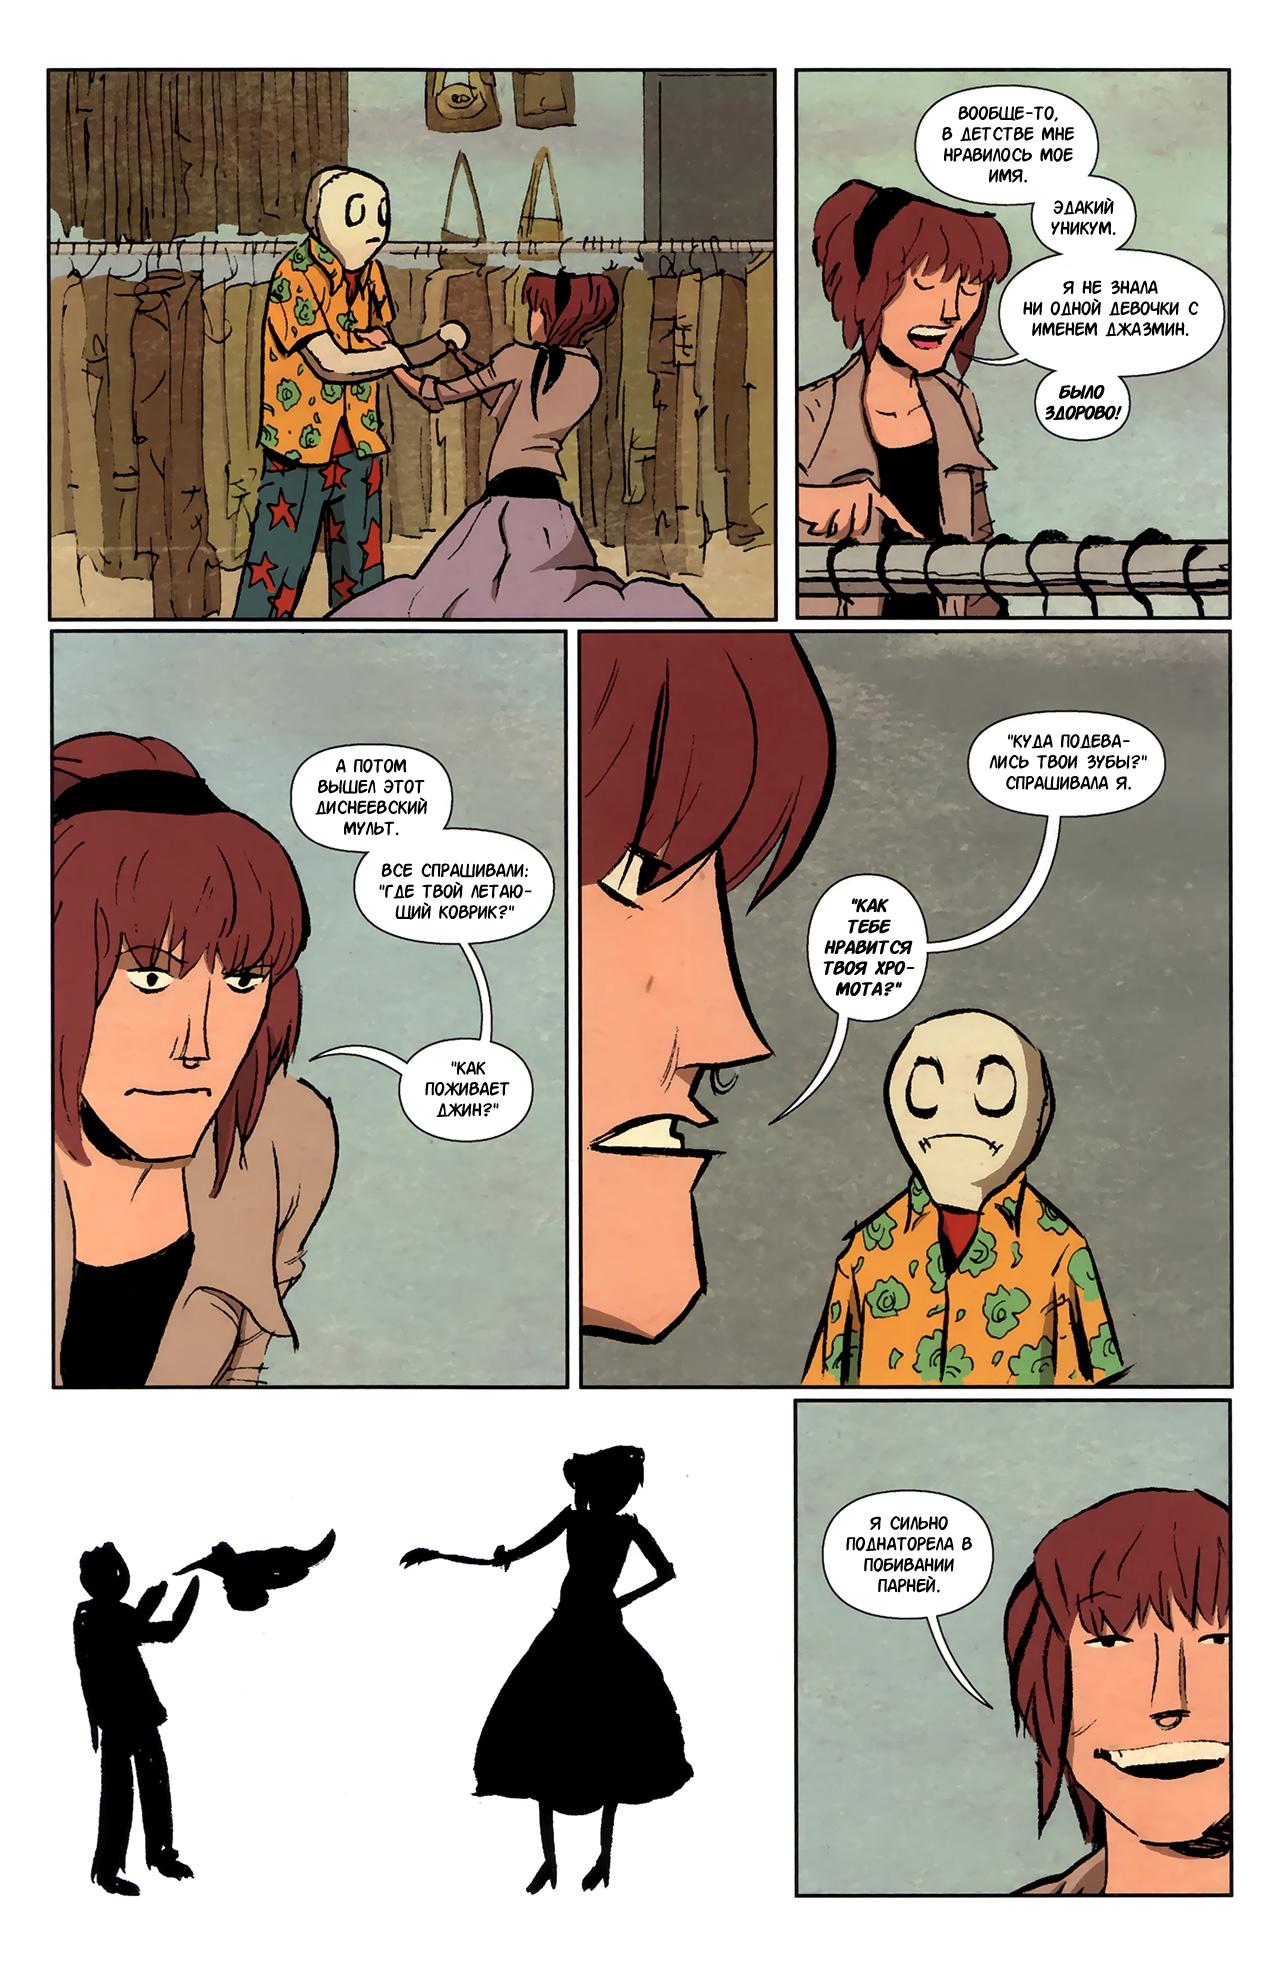 ВООБЩЕ-ТО,
В ДЕТСТВЕ МНЕ
НРАВИЛОСЬ МОЕ
ИМЯ.
ЭДАКИЙ
УНИКУМ.
Я НЕ ЗНАЛА
НИ ОДНОЙ ДЕВОЧКИ С
ИМЕНЕМ ДЖАЗМИН.
БЫЛО
ЗДОРОВО!
А ПОТОМ
ВЫШЕЛ ЭТОТ
ДИСНЕЕВСКИЙ
МУЛЬТ.
ВСЕ СПРАШИВАЛИ:
"ГДЕ ТВОЙ ЛЕТАЮ-
ЩИЙ КОВРИК?"
"КАК
ПОЖИВАЕТ
ДЖИН?"
"КУДА ПОДЕВА-
ЛИСЬ ТВОИ ЗУБЫ?"
СПРАШИВАЛА Я.
"КАК
ТЕБЕ
НРАВИТСЯ
ТВОЯ ХРО-
МОТА?"
Я СИЛЬНО
ПОДНАТОРЕЛА В
ПОБИВАНИИ
ПАРНЕЙ.